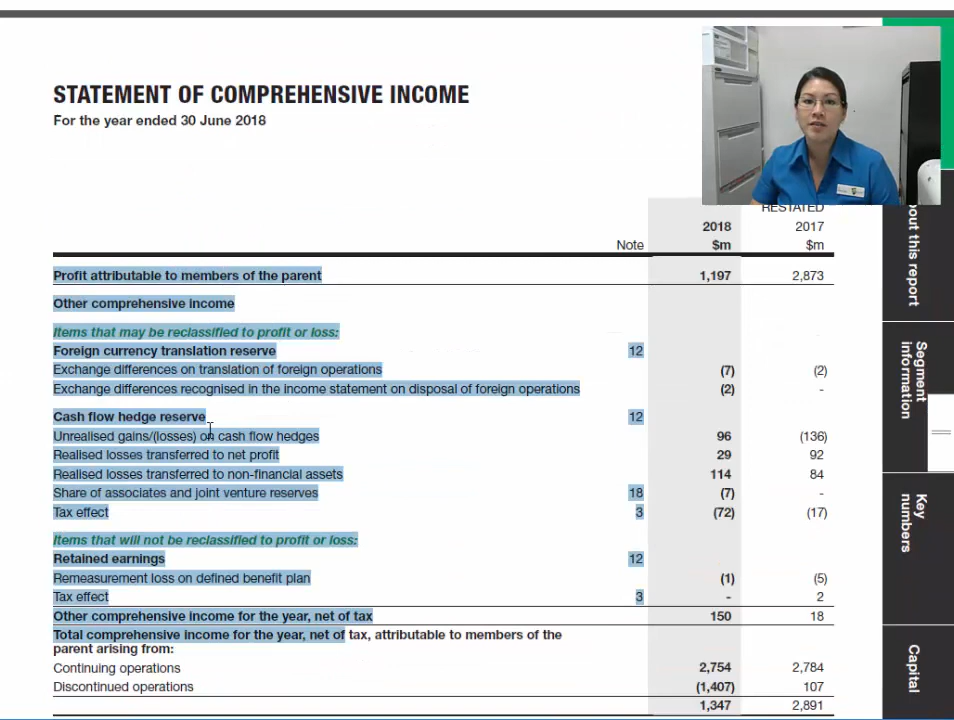 STATEMENT OF COMPREHENSIVE INCOME
For the year ended 30 June 2018
RESTATED
2018 2017
Note $m $m
Profit attributable to members of the parent 1,197 2,873
Other comprehensive income
Items that may be reclassified to profit or loss:
Foreign currency translation reserve 12
Exchange differences on translation of foreign operations (7) (2)
Exchange differences recognised in the income statement on disposal of foreign operations (2) -
Cash flow hedge reserve 12
Unrealised gains/(losses) on cash flow hedges 96 (136)
Realised losses transferred to net profit 29 92
Realised losses transferred to non-financial assets 114 84
Share of associates and joint venture reserves 18 (7) -
Tax effect 3 (72) (17)
Items that will not be reclassified to profit or loss:
Retained earnings 12
Remeasurement loss on defined benefit plan (1) (5)
Tax effect 3 - 2
Other comprehensive income for the year, net of tax 150 18
Total comprehensive income for the year, net of tax, attributable to members of the
parent arising from:
Continuing operations 2,754 2,784
Discontinued operations (1,407) 107
1,347 2,891
out this report
Segment
information
Key
numbers
Capital